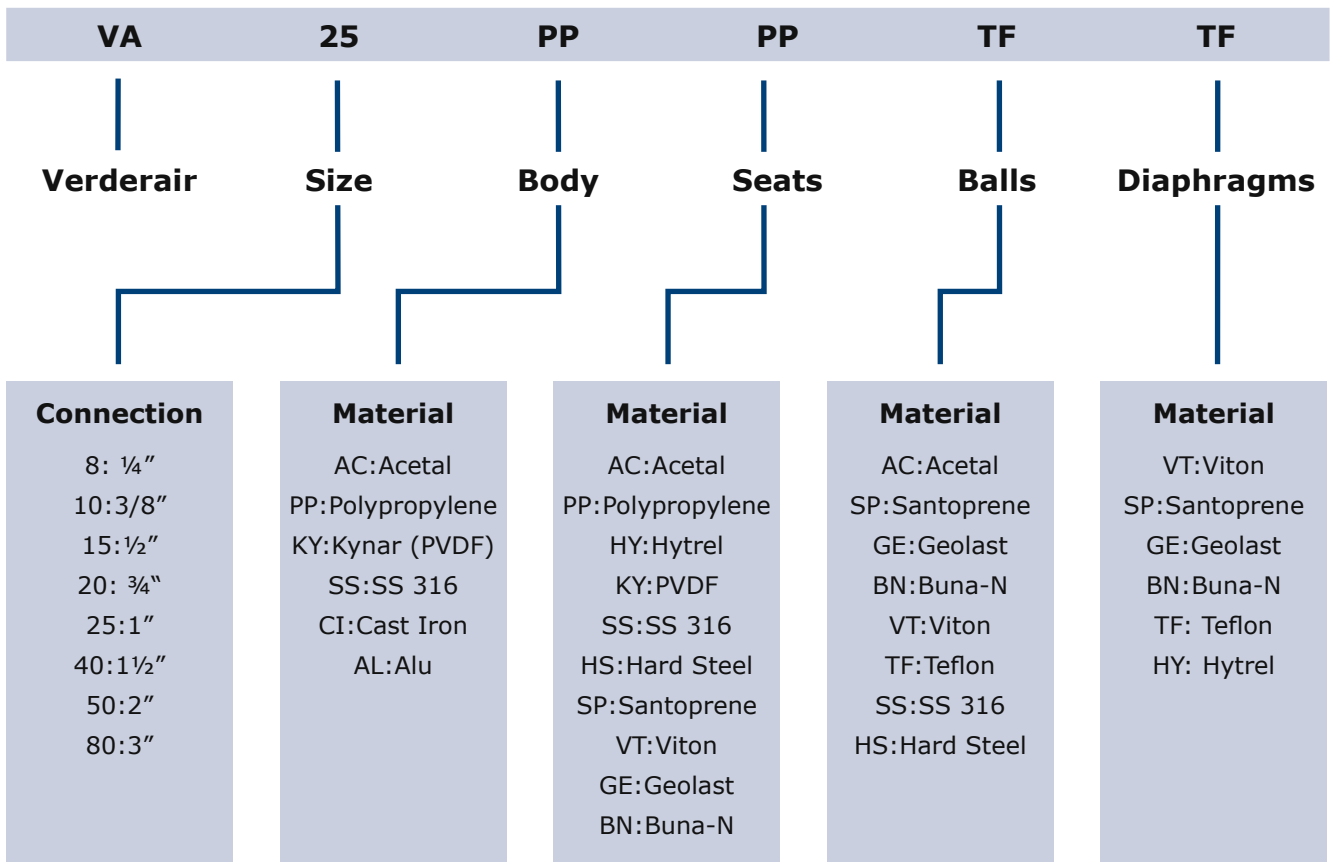 VA 25 PP PP TF TF
Verderair Size Body Seats Balls Diaphragms
Connection
8: ¼”
10:3/8”
15:½”
20: ¾“
25:1”
40:1½”
50:2”
80:3”
Material
AC:Acetal
PP:Polypropylene
KY:Kynar (PVDF)
SS:SS 316
CI:Cast Iron
AL:Alu
Material
AC:Acetal
PP:Polypropylene
HY:Hytrel
KY:PVDF
SS:SS 316
HS:Hard Steel
SP:Santoprene
VT:Viton
GE:Geolast
BN:Buna-N
Material
AC:Acetal
SP:Santoprene
GE:Geolast
BN:Buna-N
VT:Viton
TF:Teflon
SS:SS 316
HS:Hard Steel
Material
VT:Viton
SP:Santoprene
GE:Geolast
BN:Buna-N
TF: Teflon
HY: Hytrel